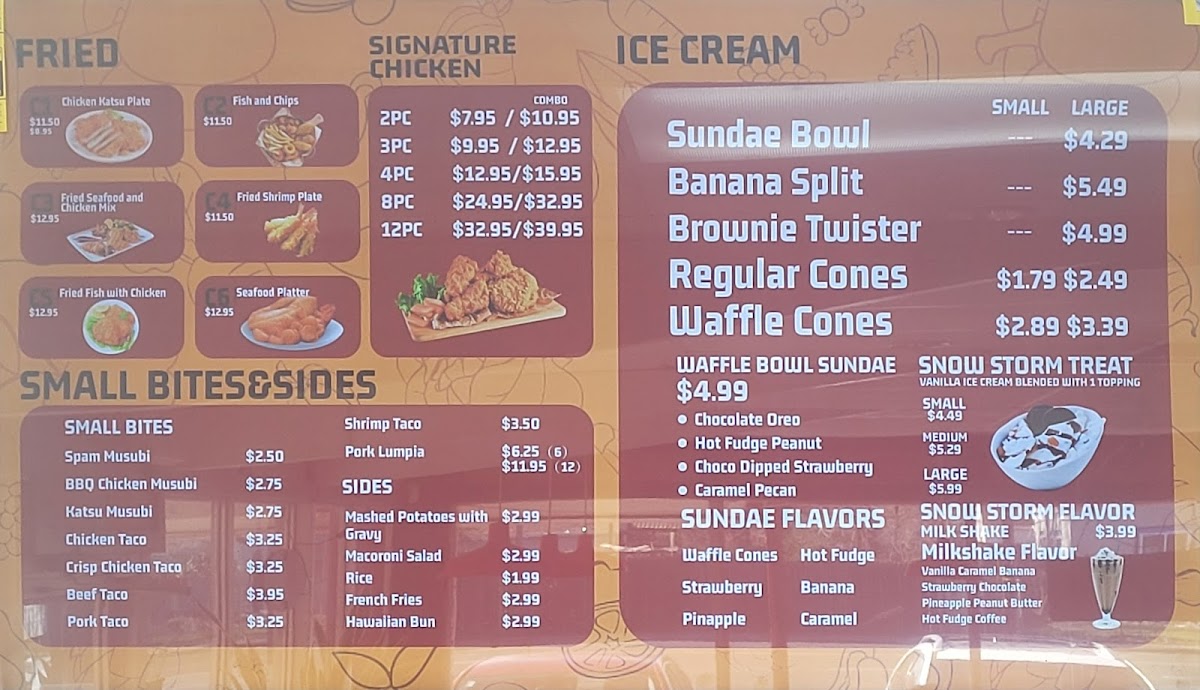 FRIED
C1 Chicken Katsu Plate
$11.50
$8.95
C2 Fish and Chips
$11.50
C3 Fried Seafood and
Chicken Mix
$12.95
C4 Fried Shrimp Plate
$11.50
C5 Fried Fish with Chicken
$12.95
C6 Seafood Platter
$12.95
SIGNATURE
CHICKEN
COMBO
2PC $7.95 / $10.95
3PC $9.95 / $12.95
4PC $12.95/$15.95
8PC $24.95/$32.95
12PC $32.95/$39.95
SMALL BITES&SIDES
SMALL BITES
Spam Musubi $2.50
BBQ Chicken Musubi $2.75
Katsu Musubi $2.75
Chicken Taco $3.25
Crisp Chicken Taco $3.25
Beef Taco $3.95
Pork Taco $3.25
Shrimp Taco $3.50
Pork Lumpia $6.25 (6)
$11.95 (12)
SIDES
Mashed Potatoes with $2.99
Gravy
Macoroni Salad $2.99
Rice $1.99
French Fries $2.99
Hawaiian Bun $2.99
ICE CREAM
SMALL LARGE
Sundae Bowl --- $4.29
Banana Split --- $5.49
Brownie Twister --- $4.99
Regular Cones $1.79 $2.49
Waffle Cones $2.89 $3.39
WAFFLE BOWL SUNDAE
$4.99
• Chocolate Oreo
• Hot Fudge Peanut
• Choco Dipped Strawberry
• Caramel Pecan
SUNDAE FLAVORS
Waffle Cones Hot Fudge
Strawberry Banana
Pinapple Caramel
SNOW STORM TREAT
VANILLA ICE CREAM BLENDED WITH 1 TOPPING
SMALL
$4.49
MEDIUM
$5.29
LARGE
$5.99
SNOW STORM FLAVOR
MILK SHAKE $3.99
Milkshake Flavor
Vanilla Caramel Banana
Strawberry Chocolate
Pineapple Peanut Butter
Hot Fudge Coffee